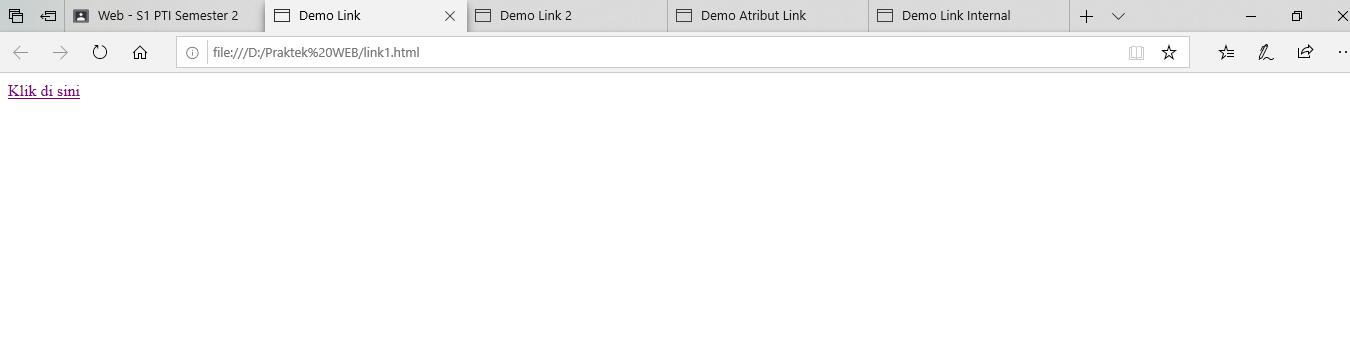 Web - S1 PTI Semester 2
Demo Link
Demo Link 2
Demo Atribut Link
Demo Link Internal
file:///D:/Praktek%20WEB/link1.html
Klik di sini